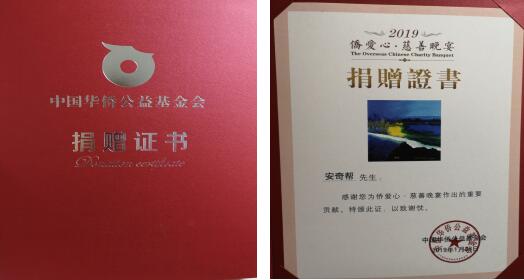 中国华侨公益基金会
捐赠证书
Donation certificate
2019
僑愛心·慈善晚宴
The Overseas Chinese Charity Banquet
捐贈證書
安奇帮 先生：
感谢您为侨爱心·慈善晚宴作出的重要
贡献。特颁此证，以致谢忱。
中国华侨公益基金会